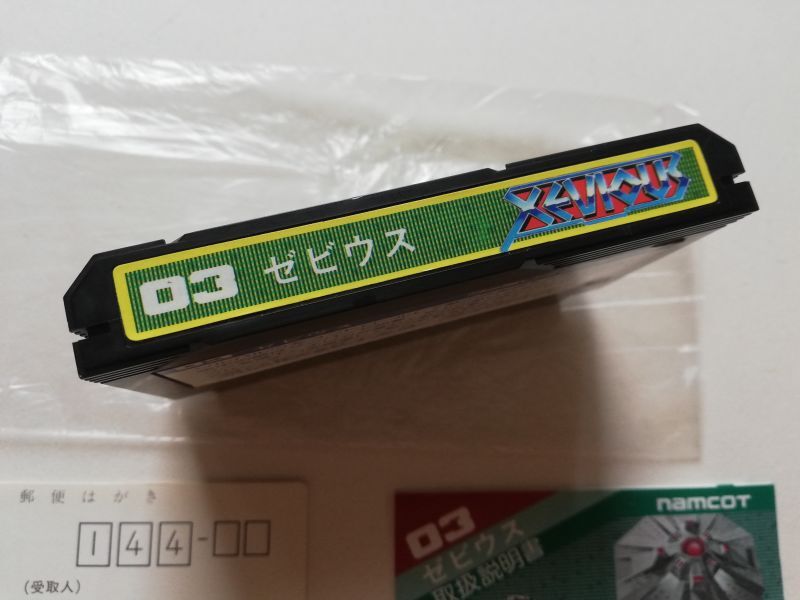 03 ゼビウス XEVIOUS
郵便はがき
144-
(受取人)
namcot
03
ゼビウス
取扱説明書